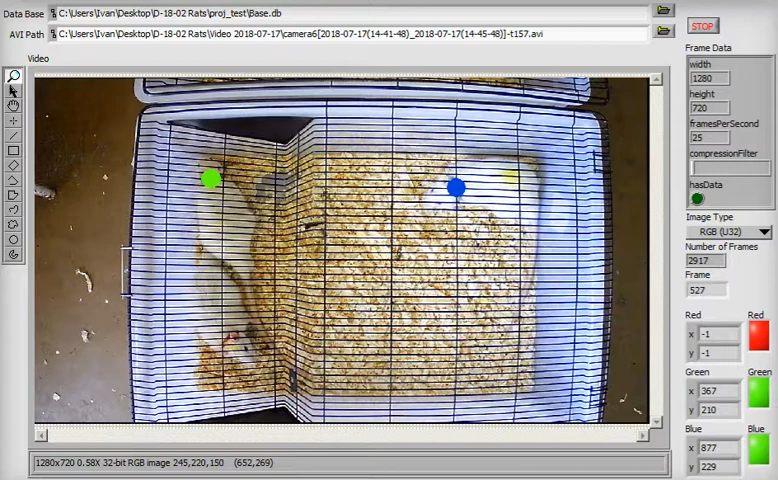 Data Base
C:\Users\Ivan\Desktop\D-18-02 Rats\proj_test\Base.db
STOP
AVI Path
C:\Users\Ivan\Desktop\D-18-02 Rats\Video 2018-07-17\camera6[2018-07-17(14-41-48)_2018-07-17(14-45-48)]-t157.avi
Video
Frame Data
width
1280
height
720
framesPerSecond
25
compressionFilter
hasData
Image Type
RGB (U32)
Number of Frames
2917
Frame
527
Red Red
x -1
y -1
Green Green
x 367
y 210
Blue Blue
x 877
y 229
1280x720 0.58X 32-bit RGB image 245,220,150 (652,269)